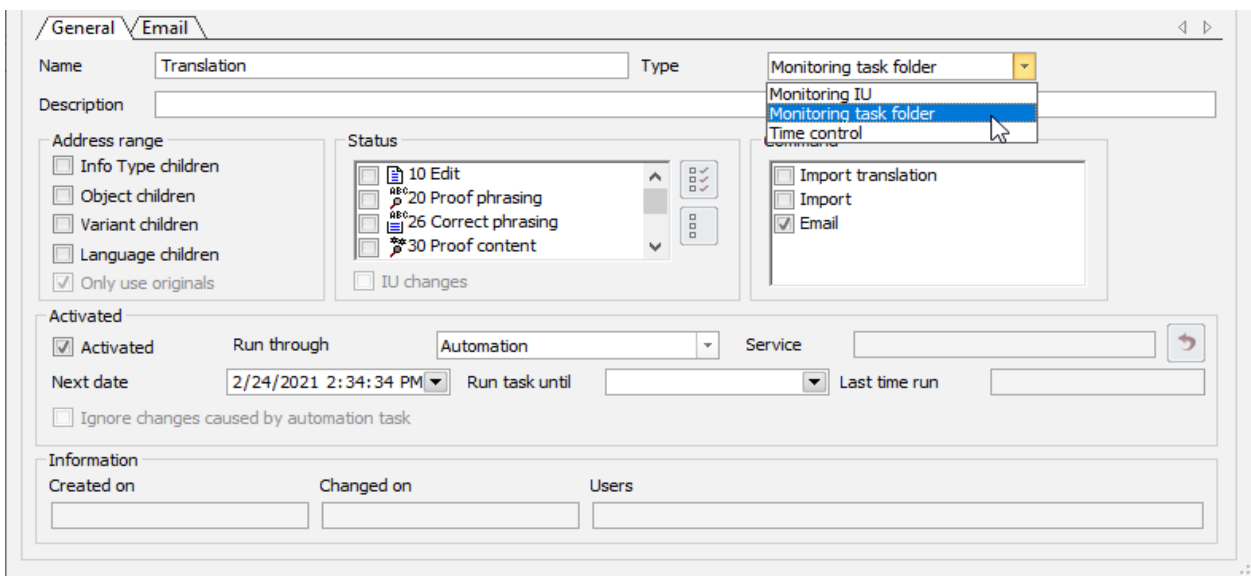 General Email
Name Translation Type Monitoring task folder
Monitoring IU
Monitoring task folder
Time control
Description
Address range
Info Type children
Object children
Variant children
Language children
Only use originals
Status
10 Edit
ABC 20 Proof phrasing
ABC 26 Correct phrasing
30 Proof content
IU changes
Import translation
Import
Email
Activated
Activated Run through Automation Service
Next date 2/24/2021 2:34:34 PM Run task until Last time run
Ignore changes caused by automation task
Information
Created on Changed on Users